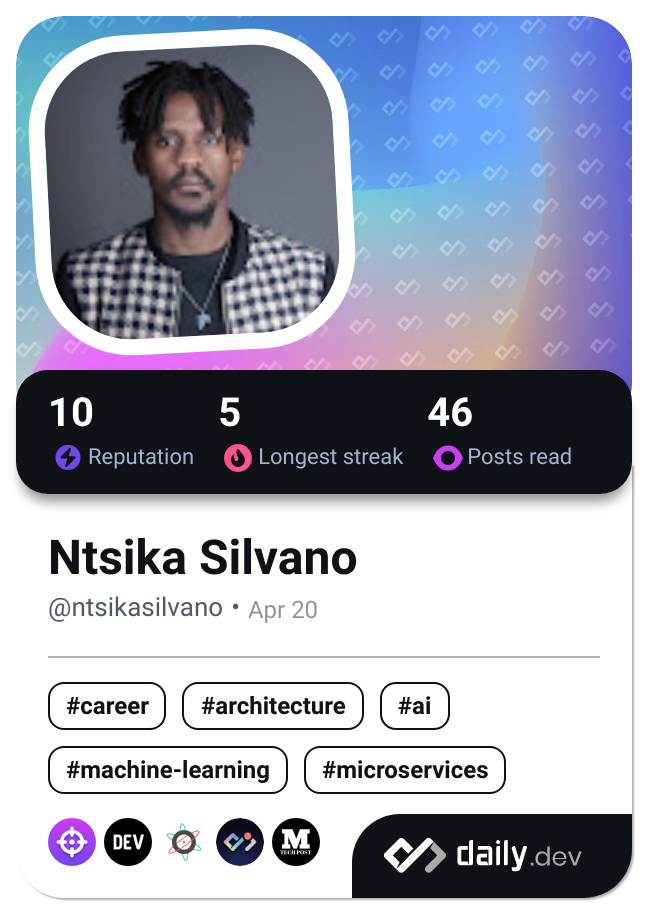 10 5 46
Reputation Longest streak Posts read
Ntsika Silvano
@ntsikasilvano • Apr 20
#career #architecture #ai
#machine-learning #microservices
DEV M
TECH POST
daily.dev